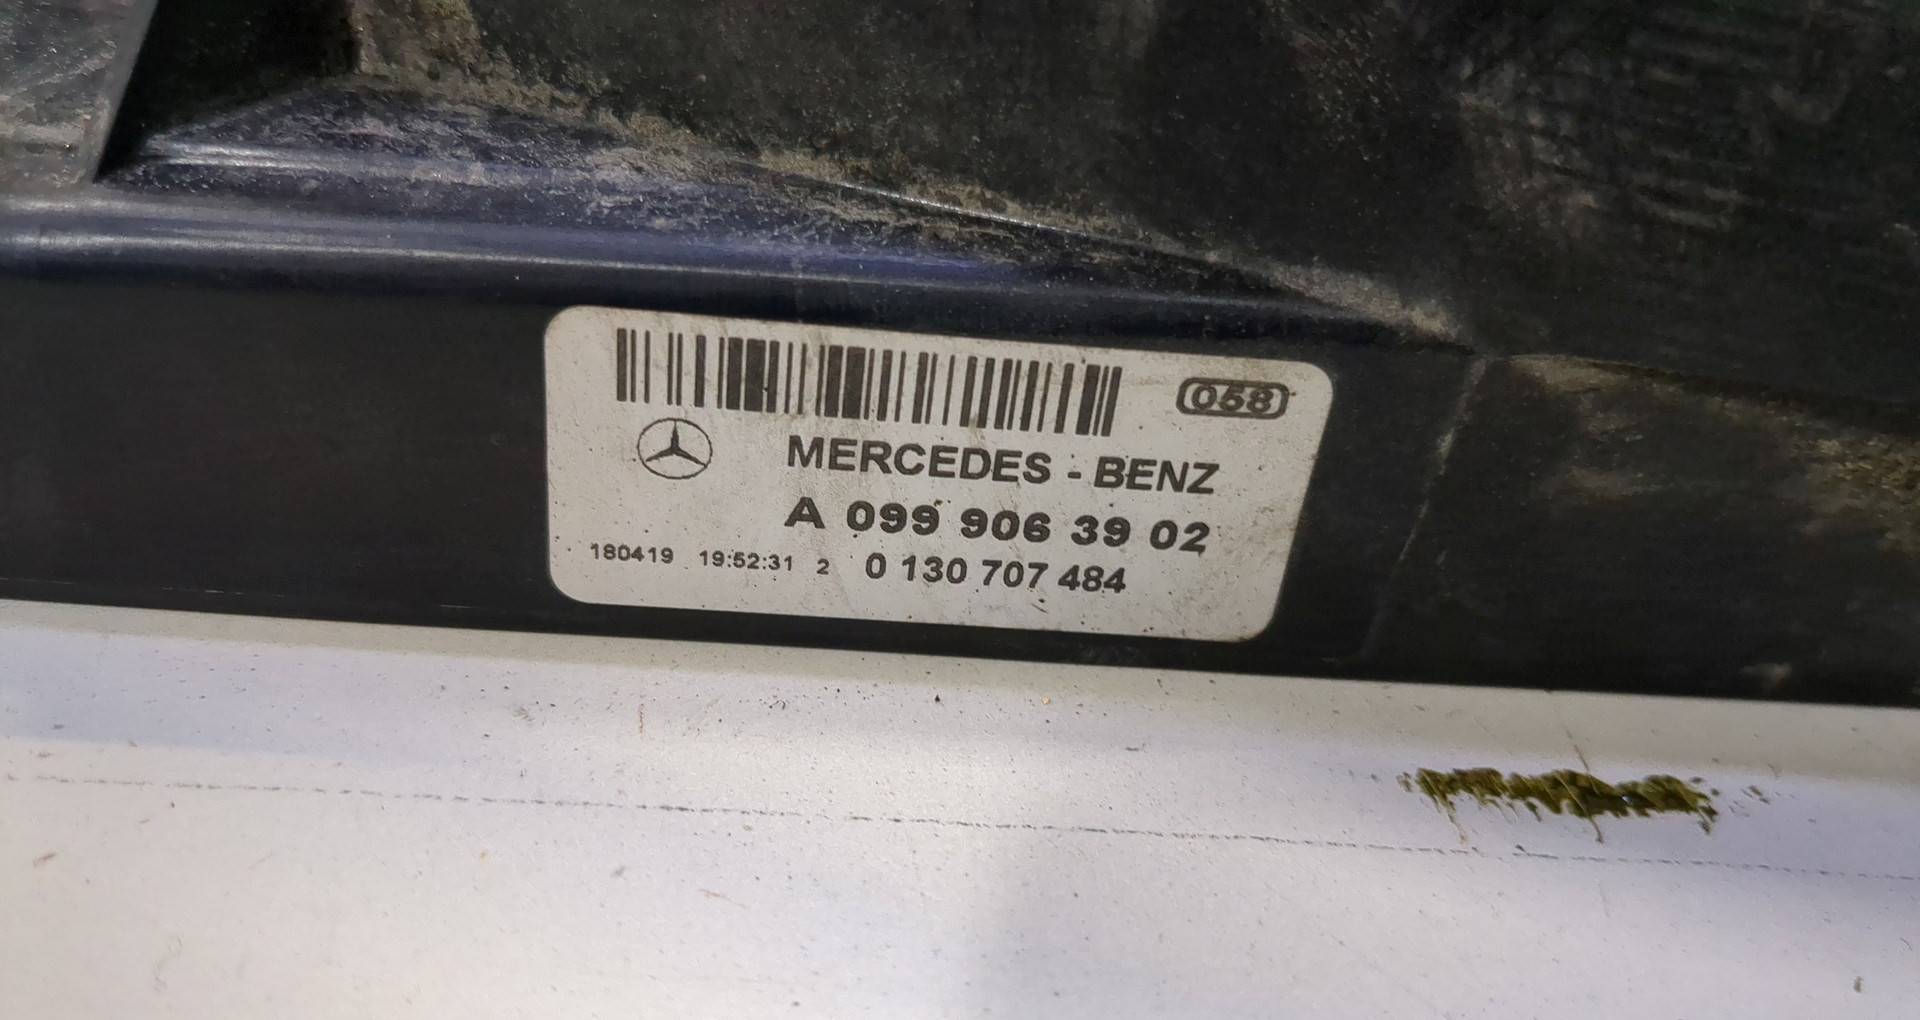 058
MERCEDES - BENZ
A 099 906 39 02
180419 19:52:31 2 0 130 707 484